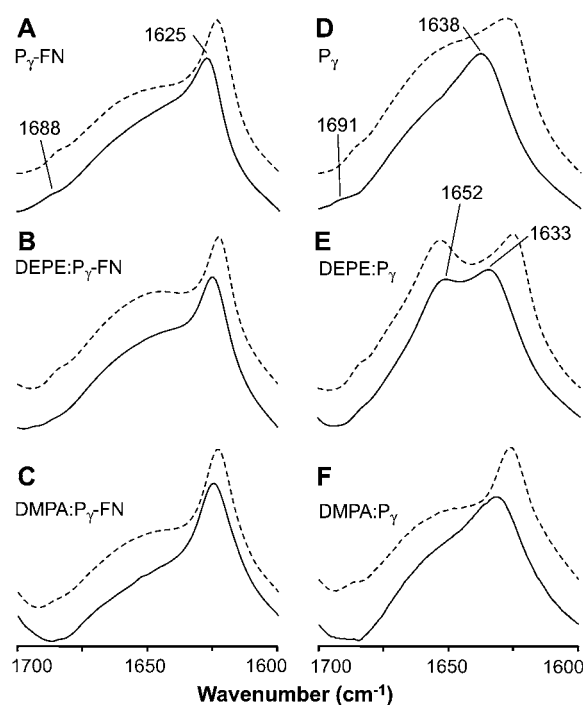 A
Pγ-FN
1625
1688
D
Pγ
1638
1691
B
DEPE:Pγ-FN
E
DEPE:Pγ
1652
1633
C
DMPA:Pγ-FN
F
DMPA:Pγ
1700 1650 1600 1700 1650 1600
Wavenumber (cm⁻¹)